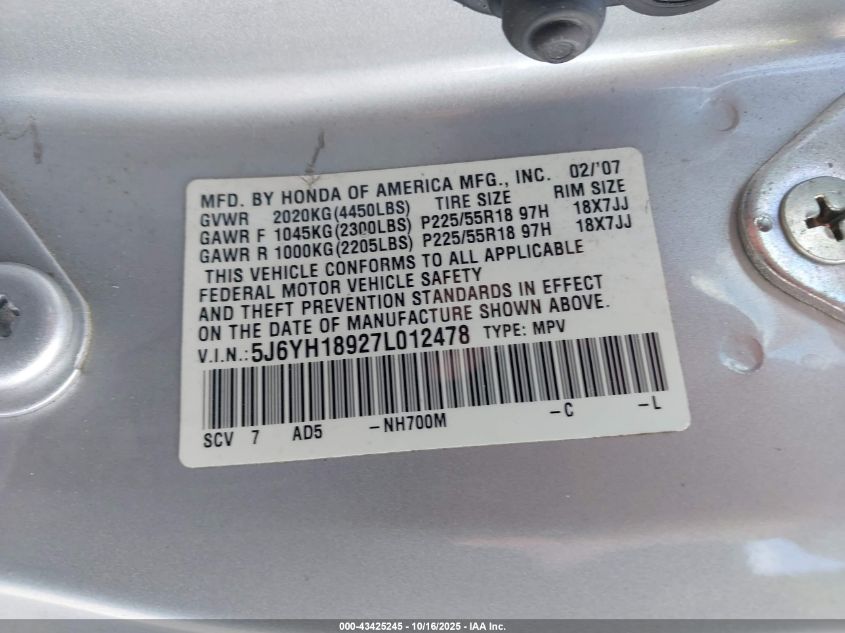 MFD. BY HONDA OF AMERICA MFG., INC. 02/'07
GVWR 2020KG(4450LBS) TIRE SIZE RIM SIZE
GAWR F 1045KG(2300LBS) P225/55R18 97H 18X7JJ
GAWR R 1000KG(2205LBS) P225/55R18 97H 18X7JJ
THIS VEHICLE CONFORMS TO ALL APPLICABLE
FEDERAL MOTOR VEHICLE SAFETY
AND THEFT PREVENTION STANDARDS IN EFFECT
ON THE DATE OF MANUFACTURE SHOWN ABOVE.
V.I.N.: 5J6YH18927L012478 TYPE: MPV
SCV 7 AD5 -NH700M -C -L
000-43425245 - 10/16/2025 - IAA Inc.